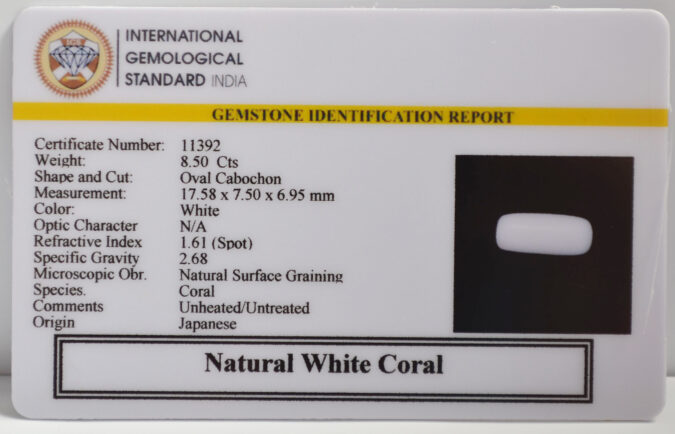 INTERNATIONAL
GEMOLOGICAL
STANDARD INDIA
GEMSTONE IDENTIFICATION REPORT
Certificate Number: 11392
Weight: 8.50 Cts
Shape and Cut: Oval Cabochon
Measurement: 17.58 x 7.50 x 6.95 mm
Color: White
Optic Character N/A
Refractive Index 1.61 (Spot)
Specific Gravity 2.68
Microscopic Obr. Natural Surface Graining
Species. Coral
Comments Unheated/Untreated
Origin Japanese
Natural White Coral